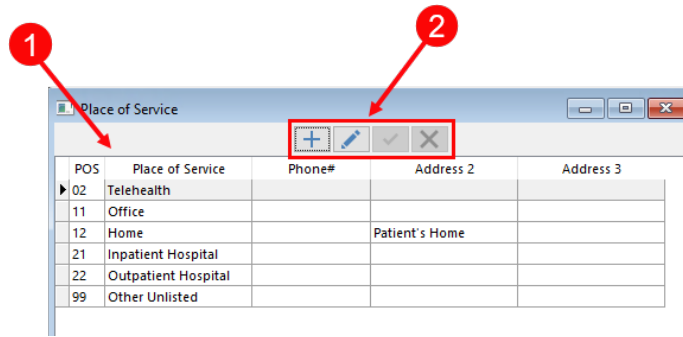 2
1
Place of Service
POS Place of Service Phone# Address 2 Address 3
02 Telehealth
11 Office
12 Home Patient's Home
21 Inpatient Hospital
22 Outpatient Hospital
99 Other Unlisted